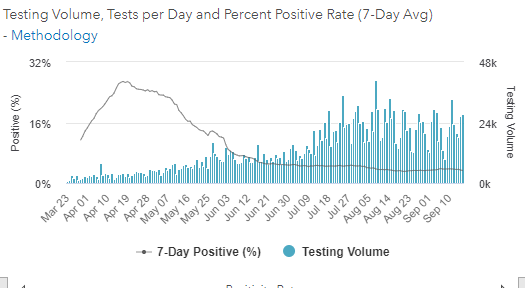 Testing Volume, Tests per Day and Percent Positive Rate (7-Day Avg)
- Methodology
32%
48k
16%
24k
0%
0k
Positive (%)
Testing Volume
Mar 23
Apr 01
Apr 10
Apr 19
Apr 28
May 07
May 16
May 25
Jun 03
Jun 12
Jun 21
Jun 30
Jul 09
Jul 18
Jul 27
Aug 05
Aug 14
Aug 23
Sep 01
Sep 10
7-Day Positive (%)
Testing Volume